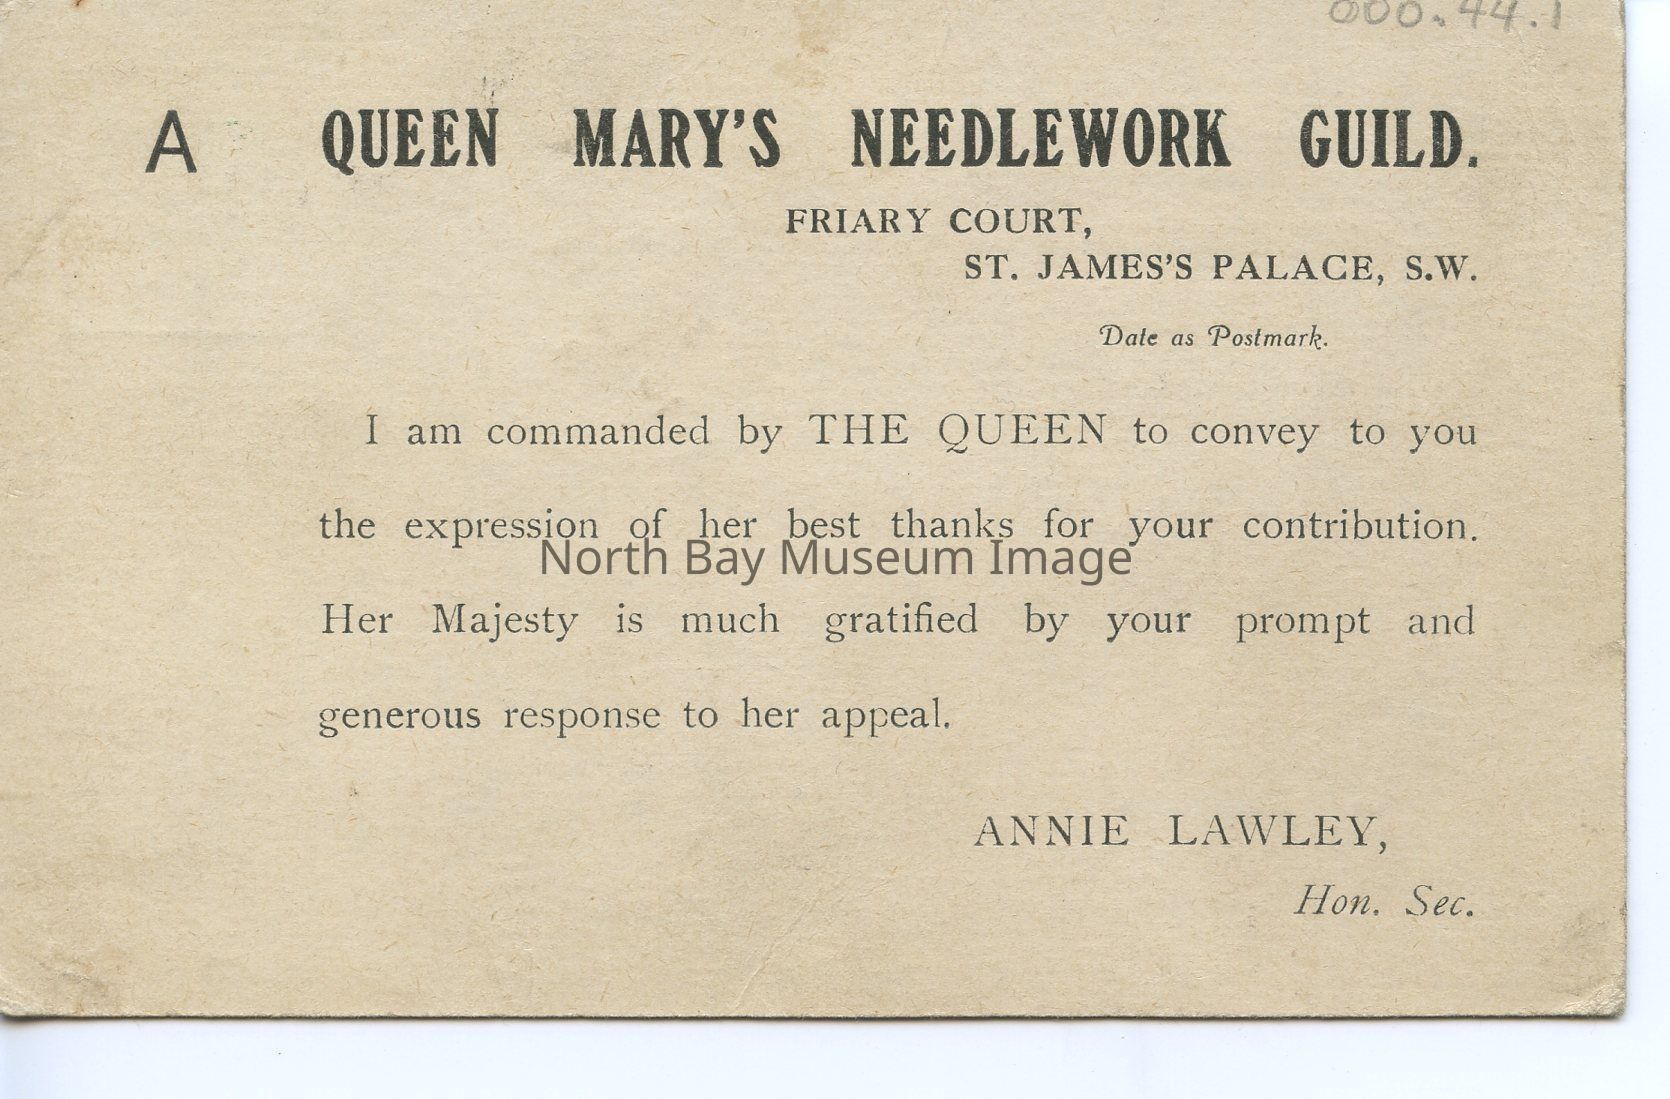 000.44.1
A QUEEN MARY'S NEEDLEWORK GUILD.
FRIARY COURT,
ST. JAMES'S PALACE, S.W.
Date as Postmark.
I am commanded by THE QUEEN to convey to you
the expression of her best thanks for your contribution.
North Bay Museum Image
Her Majesty is much gratified by your prompt and
generous response to her appeal.
ANNIE LAWLEY,
Hon. Sec.